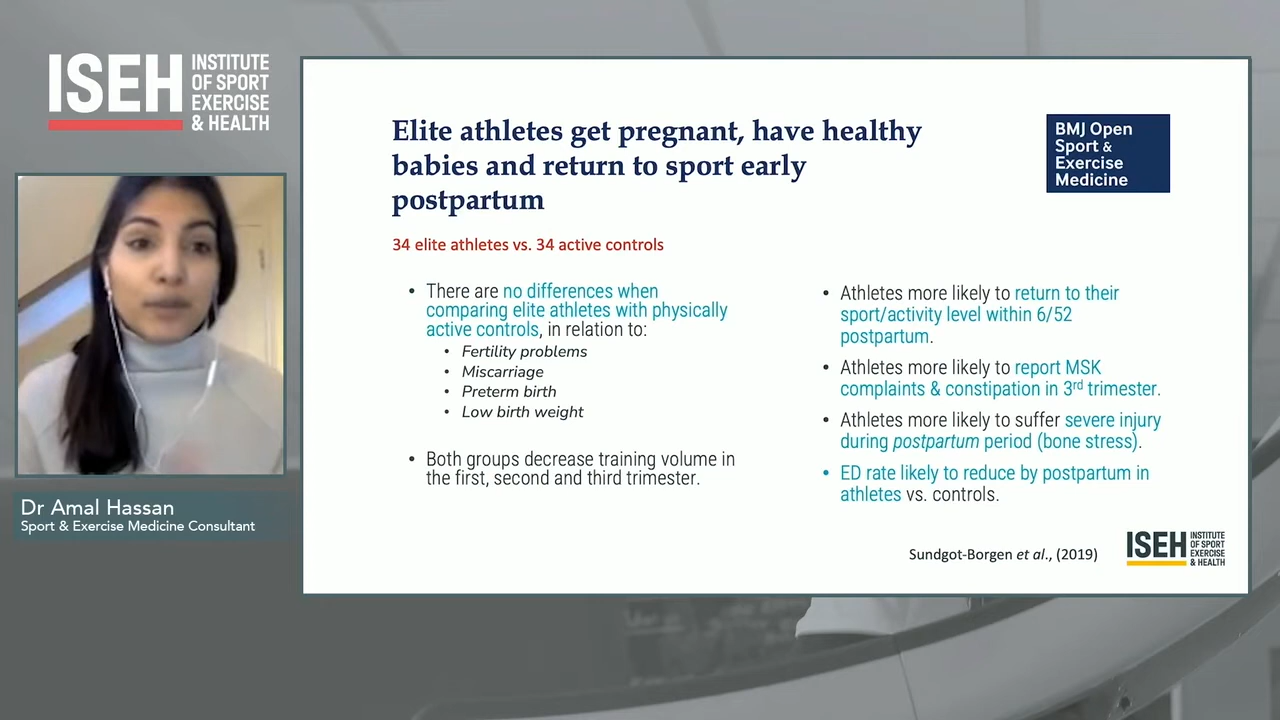 ISEH
INSTITUTE
OF SPORT
EXERCISE
& HEALTH
Dr Amal Hassan
Sport & Exercise Medicine Consultant
Elite athletes get pregnant, have healthy
babies and return to sport early
postpartum
BMJ Open
Sport &
Exercise
Medicine
34 elite athletes vs. 34 active controls
• There are no differences when
comparing elite athletes with physically
active controls, in relation to:
• Fertility problems
• Miscarriage
• Preterm birth
• Low birth weight
• Both groups decrease training volume in
the first, second and third trimester.
• Athletes more likely to return to their
sport/activity level within 6/52
postpartum.
• Athletes more likely to report MSK
complaints & constipation in 3rd trimester.
• Athletes more likely to suffer severe injury
during postpartum period (bone stress).
• ED rate likely to reduce by postpartum in
athletes vs. controls.
Sundgot-Borgen et al., (2019)
ISEH
INSTITUTE
OF SPORT
EXERCISE
& HEALTH